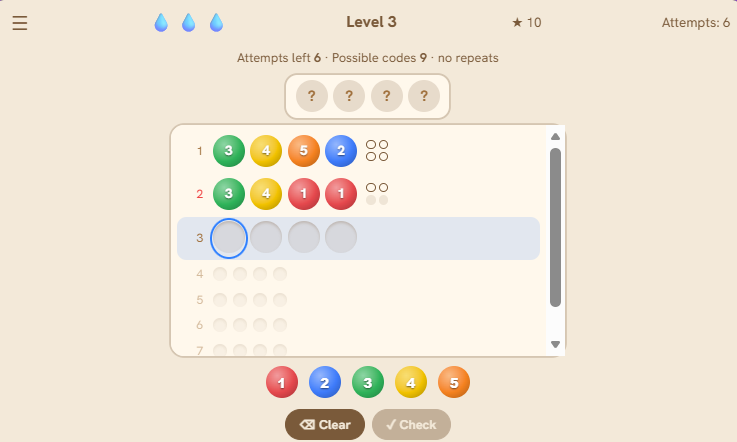 ☰ Level 3 ★ 10 Attempts: 6
Attempts left 6 · Possible codes 9 · no repeats
? ? ? ?
1 3 4 5 2
2 3 4 1 1
3
4
5
6
7
1 2 3 4 5
⌫ Clear ✓ Check